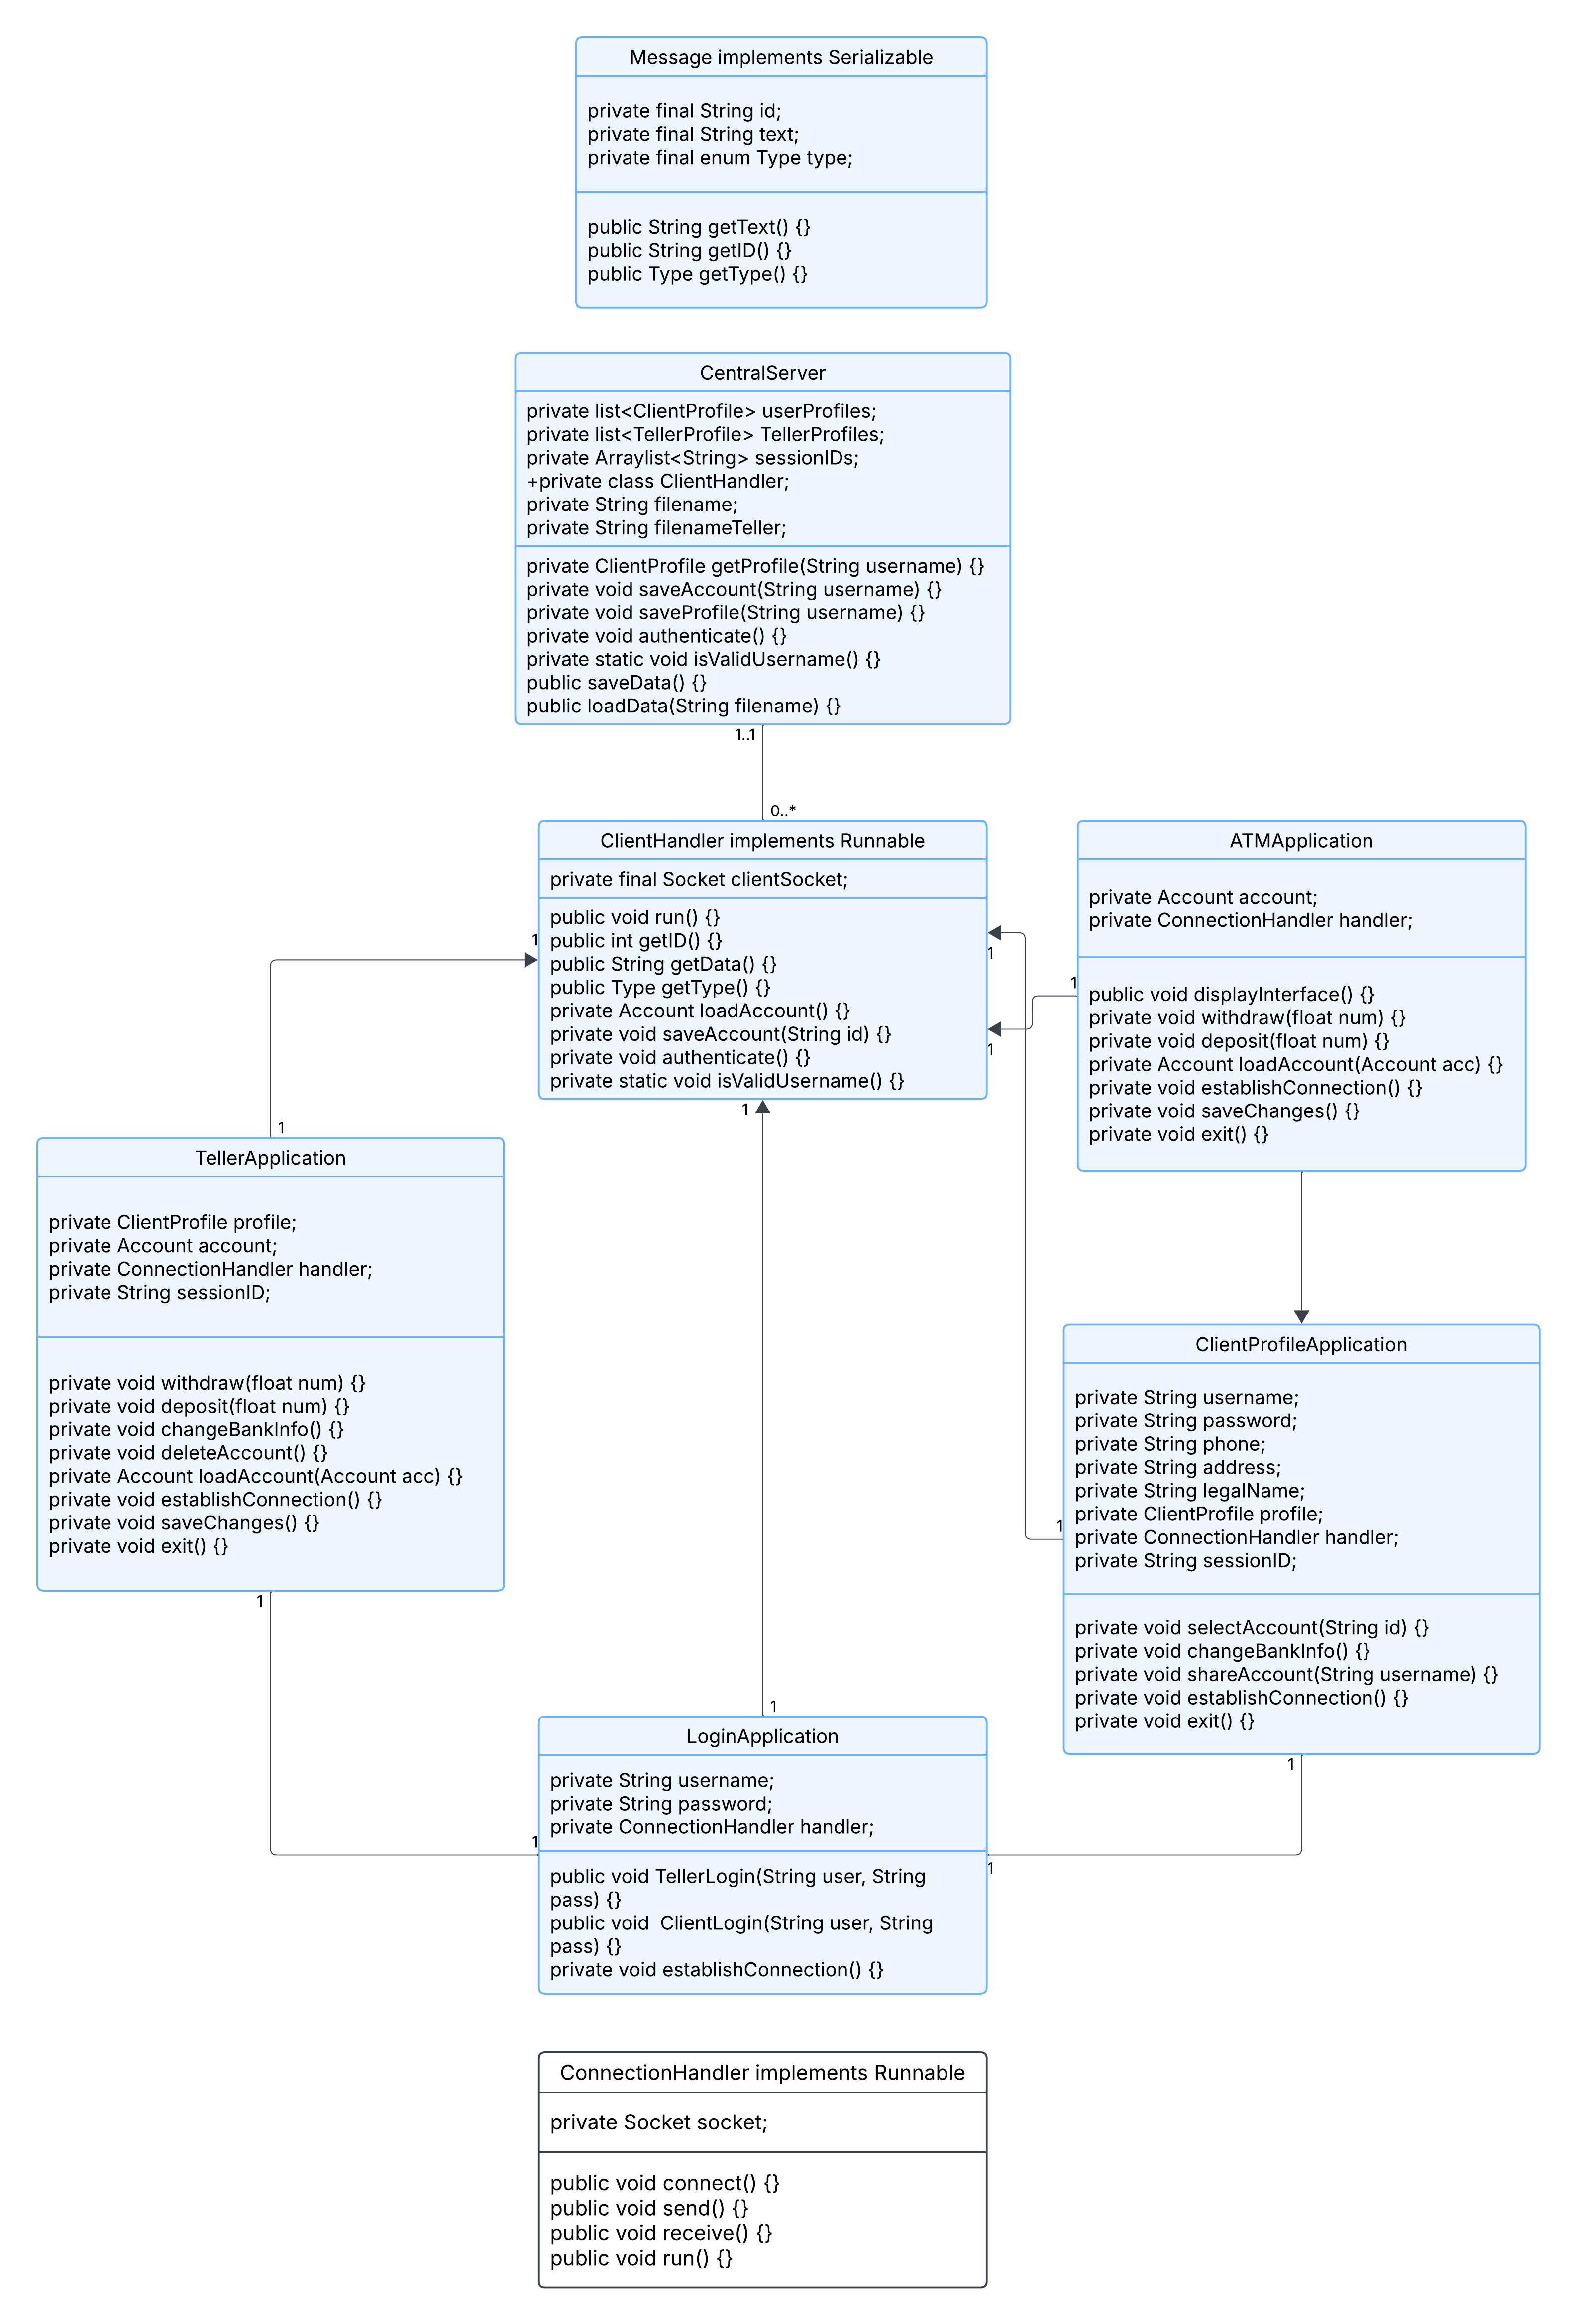 Message implements Serializable
private final String id;
private final String text;
private final enum Type type;
public String getText() {}
public String getID() {}
public Type getType() {}
CentralServer
private list<ClientProfile> userProfiles;
private list<TellerProfile> TellerProfiles;
private Arraylist<String> sessionIDs;
+private class ClientHandler;
private String filename;
private String filenameTeller;
private ClientProfile getProfile(String username) {}
private void saveAccount(String username) {}
private void saveProfile(String username) {}
private void authenticate() {}
private static void isValidUsername() {}
public saveData() {}
public loadData(String filename) {}
1..1
0..*
ClientHandler implements Runnable
private final Socket clientSocket;
public void run() {}
public int getID() {}
public String getData() {}
public Type getType() {}
private Account loadAccount() {}
private void saveAccount(String id) {}
private void authenticate() {}
private static void isValidUsername() {}
1
1
1
1
ATMApplication
private Account account;
private ConnectionHandler handler;
public void displayInterface() {}
private void withdraw(float num) {}
private void deposit(float num) {}
private Account loadAccount(Account acc) {}
private void establishConnection() {}
private void saveChanges() {}
private void exit() {}
1
1
TellerApplication
private ClientProfile profile;
private Account account;
private ConnectionHandler handler;
private String sessionID;
private void withdraw(float num) {}
private void deposit(float num) {}
private void changeBankInfo() {}
private void deleteAccount() {}
private Account loadAccount(Account acc) {}
private void establishConnection() {}
private void saveChanges() {}
private void exit() {}
1
ClientProfileApplication
private String username;
private String password;
private String phone;
private String address;
private String legalName;
private ClientProfile profile;
private ConnectionHandler handler;
private String sessionID;
private void selectAccount(String id) {}
private void changeBankInfo() {}
private void shareAccount(String username) {}
private void establishConnection() {}
private void exit() {}
1
1
1
LoginApplication
private String username;
private String password;
private ConnectionHandler handler;
public void TellerLogin(String user, String
pass) {}
public void  ClientLogin(String user, String
pass) {}
private void establishConnection() {}
1
1
ConnectionHandler implements Runnable
private Socket socket;
public void connect() {}
public void send() {}
public void receive() {}
public void run() {}